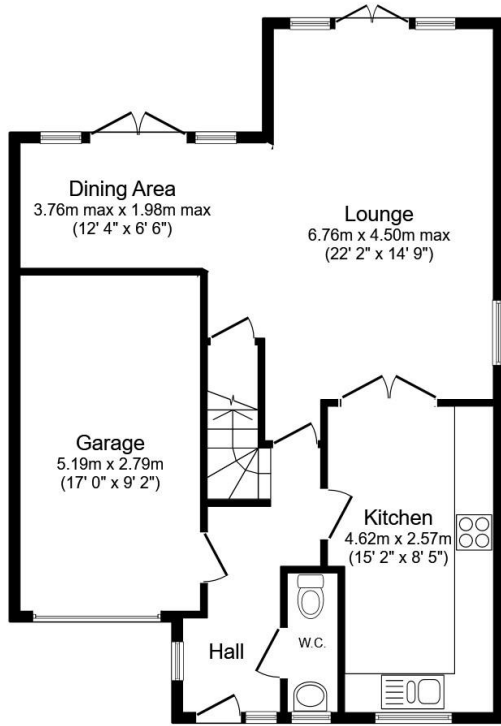 Dining Area
3.76m max x 1.98m max
(12' 4" x 6' 6")
Lounge
6.76m x 4.50m max
(22' 2" x 14' 9")
Garage
5.19m x 2.79m
(17' 0" x 9' 2")
Kitchen
4.62m x 2.57m
(15' 2" x 8' 5")
Hall
W.C.